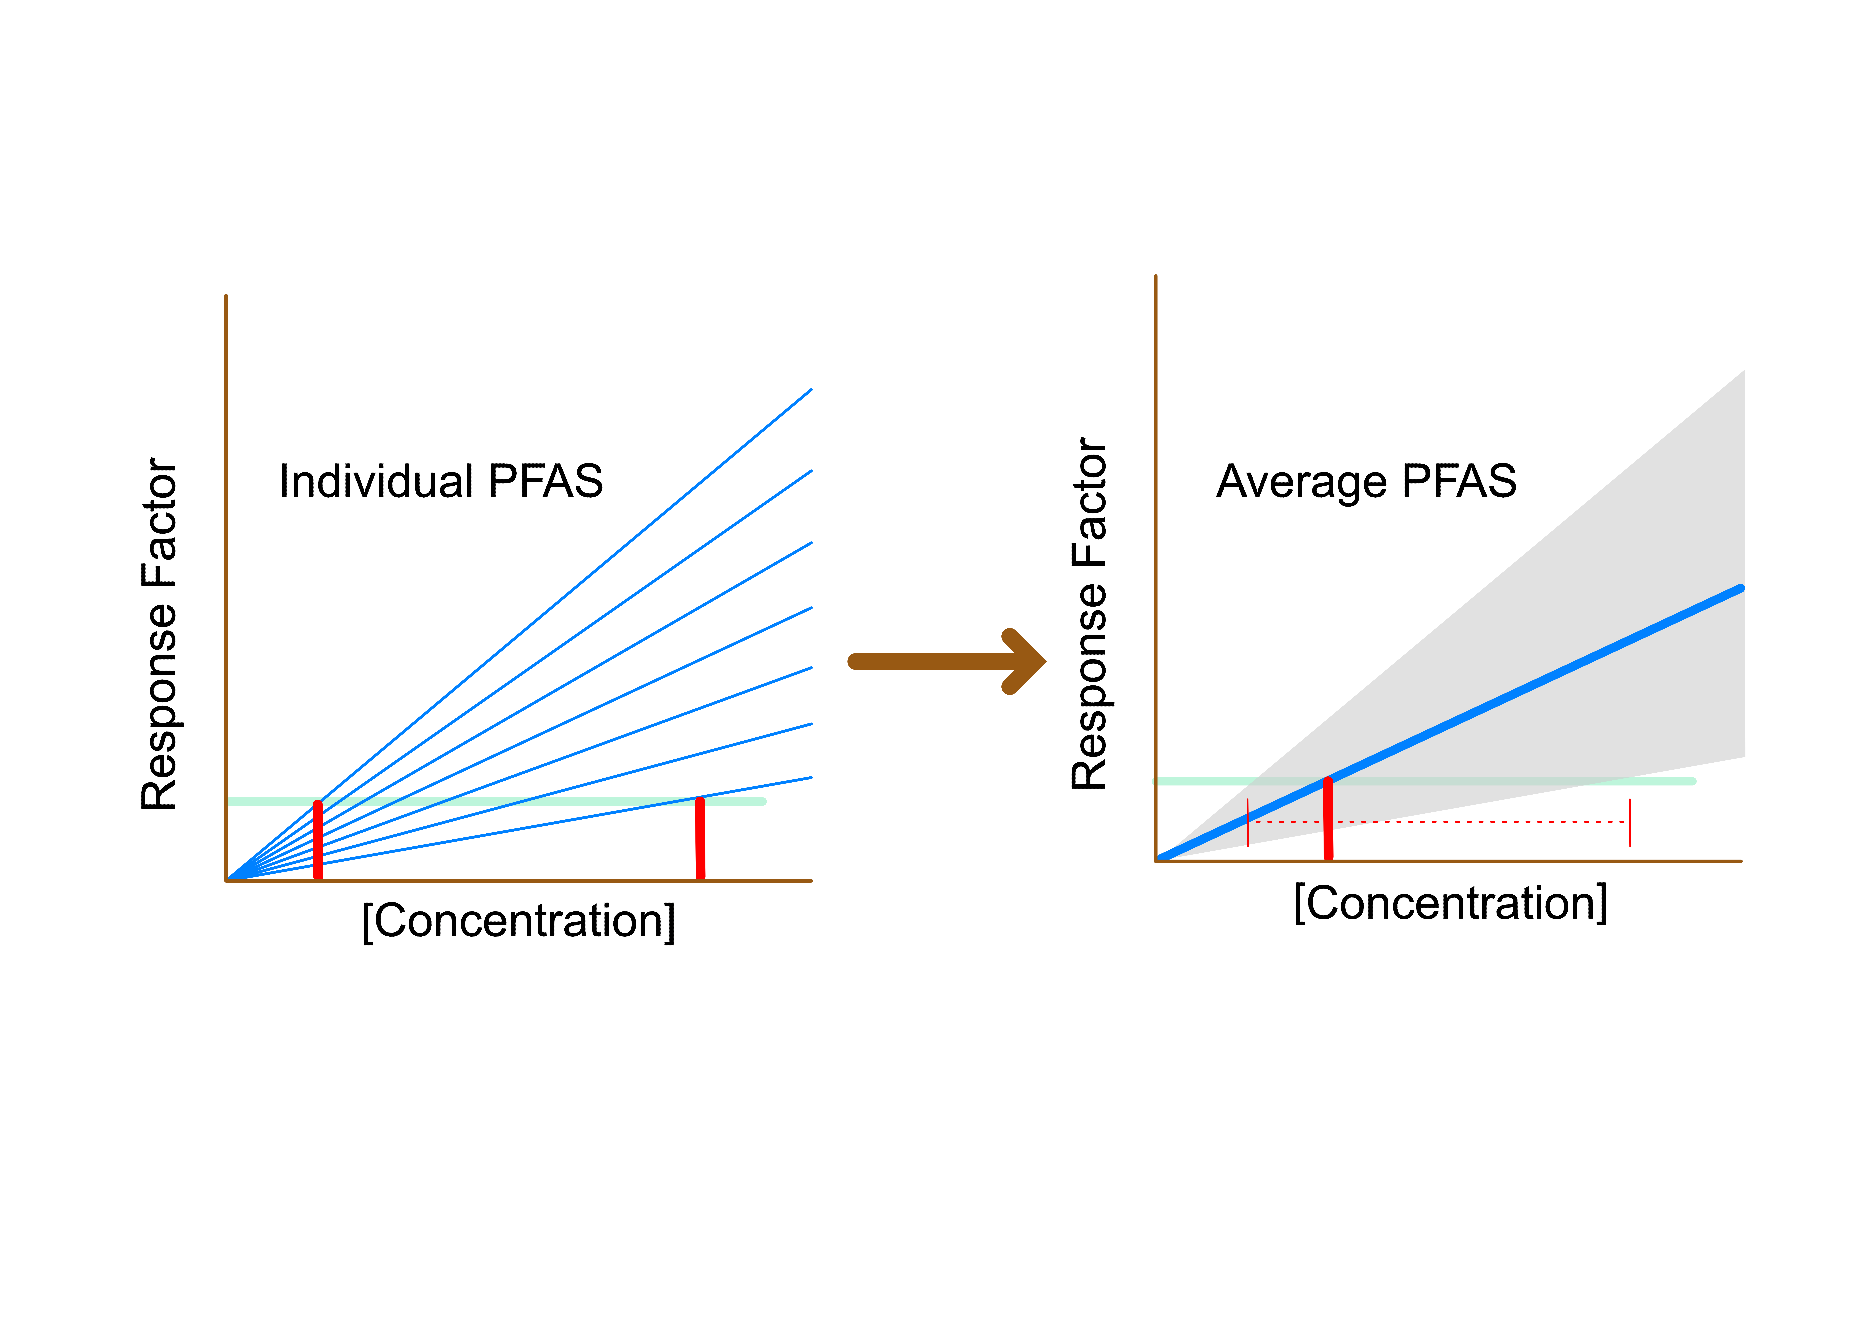 Individual PFAS
Response Factor
[Concentration]
Average PFAS
Response Factor
[Concentration]